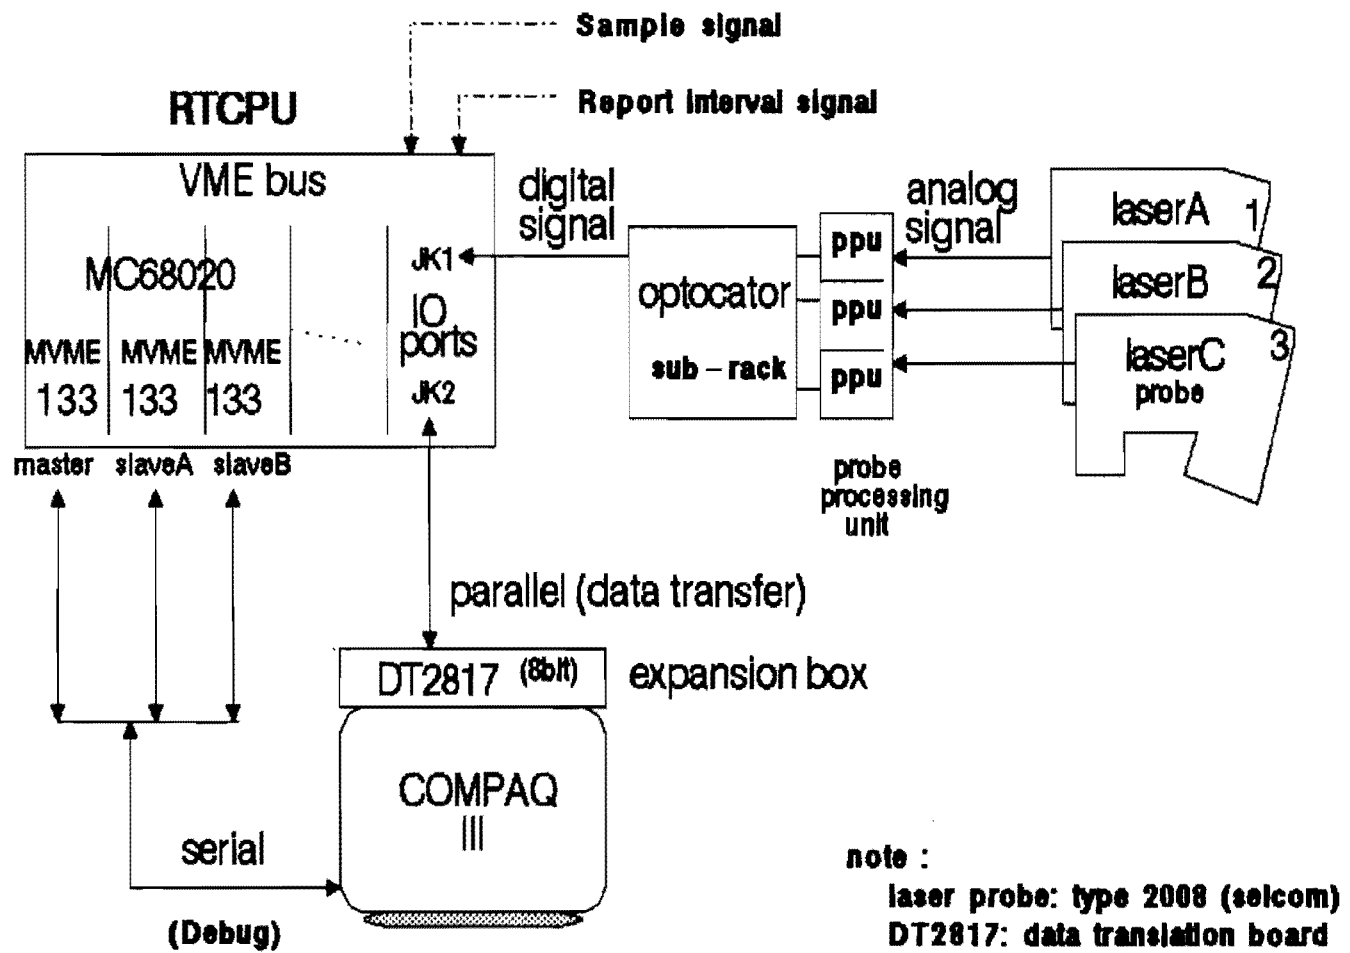 Sample signal
Report interval signal
RTCPU
VME bus
MC68020
MVME 133
MVME 133
MVME 133
JK1
IO
ports
JK2
master
slaveA
slaveB
digital
signal
optocator
sub-rack
ppu
ppu
ppu
probe
processing
unit
analog
signal
laserA 1
laserB 2
laserC 3
probe
parallel (data transfer)
DT2817 (8bit)
expansion box
COMPAQ
III
serial
(Debug)
note :
laser probe: type 2008 (selcom)
DT2817: data translation board